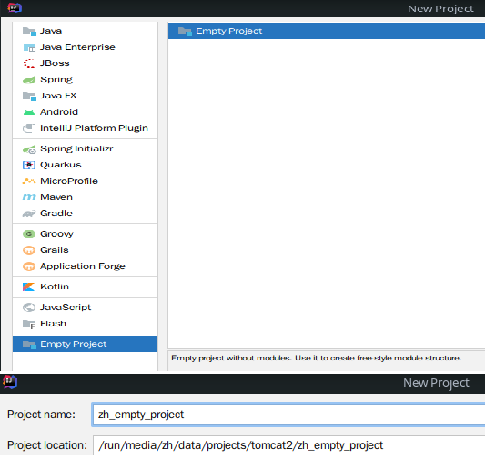 New Project
Java
Java Enterprise
JBoss
Spring
Java FX
Android
IntelliJ Platform Plugin
Spring Initializr
Quarkus
MicroProfile
Maven
Gradle
Groovy
Grails
Application Forge
Kotlin
JavaScript
Flash
Empty Project
Empty Project
Empty project without modules. Use it to create free style module structure.
New Project
Project name: zh_empty_project
Project location: /run/media/zh/data/projects/tomcat2/zh_empty_project